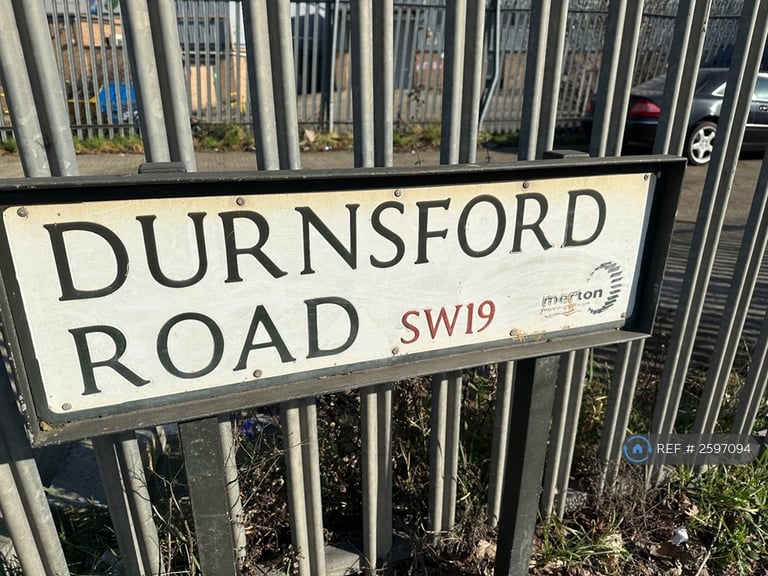 DURNSFORD
ROAD SW19
merton
REF # 2597094